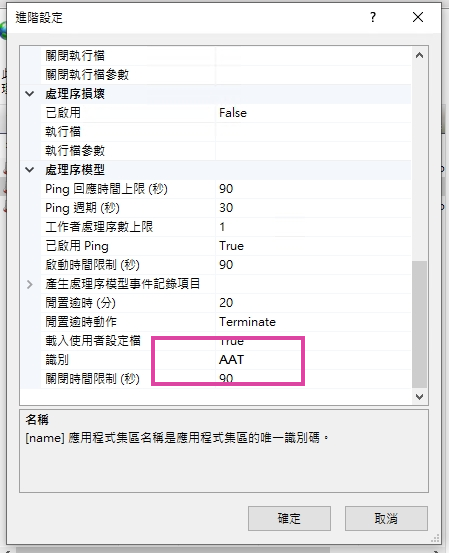 進階設定
關閉執行檔
關閉執行檔參數
處理序損壞
已啟用 False
執行檔
執行檔參數
處理序模型
Ping 回應時間上限 (秒) 90
Ping 週期 (秒) 30
工作者處理序數上限 1
已啟用 Ping True
啟動時間限制 (秒) 90
產生處理序模型事件記錄項目
閒置逾時 (分) 20
閒置逾時動作 Terminate
載入使用者設定檔 True
識別 AAT
關閉時間限制 (秒) 90
名稱
[name] 應用程式集區名稱是應用程式集區的唯一識別碼。
確定 取消